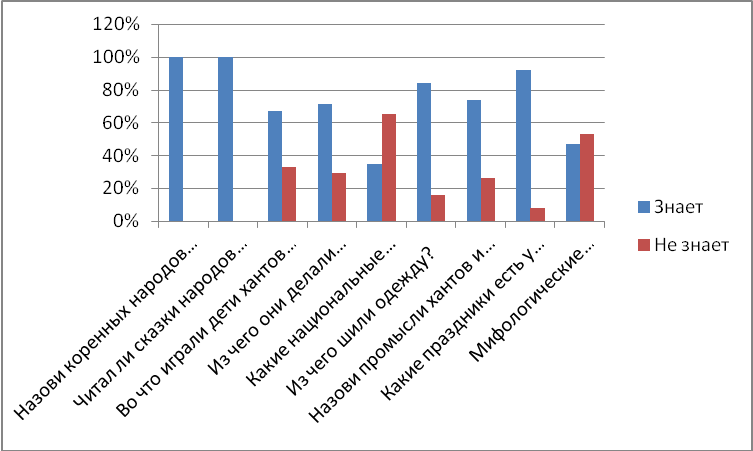 120%
100%
80%
60%
40%
20%
0%
Назови коренных народов...
Читал ли сказки народов...
Во что играли дети хантов...
Из чего они делали...
Какие национальные...
Из чего шили одежду?
Назови промыслы хантов и...
Какие праздники есть у...
Мифологические...
Знает
Не знает